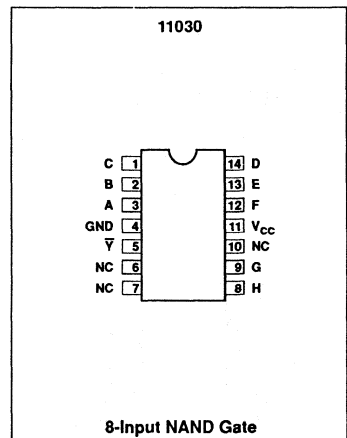 11030
C 1 14 D
B 2 13 E
A 3 12 F
GND 4 11 VCC
Y̅ 5 10 NC
NC 6 9 G
NC 7 8 H
8-Input NAND Gate